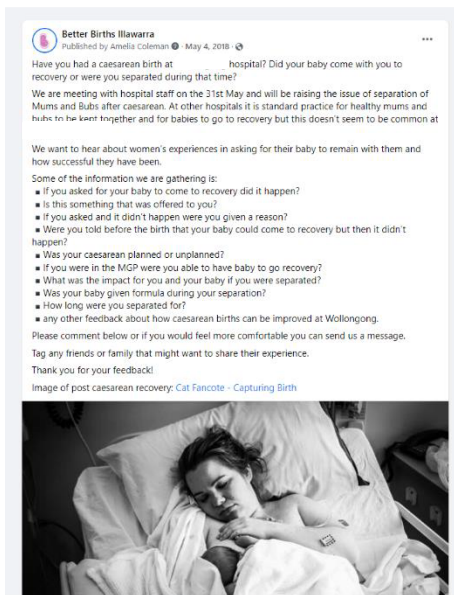 Better Births Illawarra
Published by Amelia Coleman · May 4, 2018 ·
Have you had a caesarean birth at hospital? Did your baby come with you to
recovery or were you separated during that time?
We are meeting with hospital staff on the 31st May and will be raising the issue of separation of
Mums and Bubs after caesarean. At other hospitals it is standard practice for healthy mums and
bubs to be kept together and for babies to go to recovery but this doesn't seem to be common at
We want to hear about women's experiences in asking for their baby to remain with them and
how successful they have been.
Some of the information we are gathering is:
▪ If you asked for your baby to come to recovery did it happen?
▪ Is this something that was offered to you?
▪ If you asked and it didn't happen were you given a reason?
▪ Were you told before the birth that your baby could come to recovery but then it didn't
happen?
▪ Was your caesarean planned or unplanned?
▪ If you were in the MGP were you able to have baby to go recovery?
▪ What was the impact for you and your baby if you were separated?
▪ Was your baby given formula during your separation?
▪ How long were you separated for?
▪ any other feedback about how caesarean births can be improved at Wollongong.
Please comment below or if you would feel more comfortable you can send us a message.
Tag any friends or family that might want to share their experience.
Thank you for your feedback!
Image of post caesarean recovery: Cat Fancote - Capturing Birth